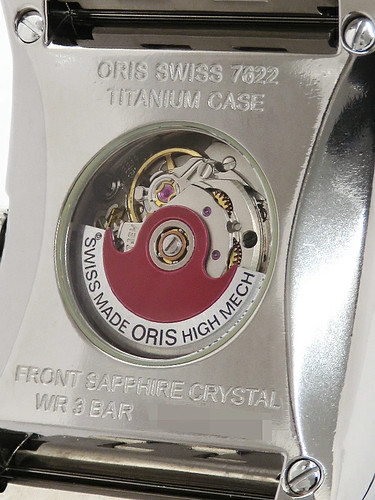 ORIS SWISS 7622
TITANIUM CASE
®SWISS MADE ORIS HIGH MECH
FRONT SAPPHIRE CRYSTAL
WR 3 BAR